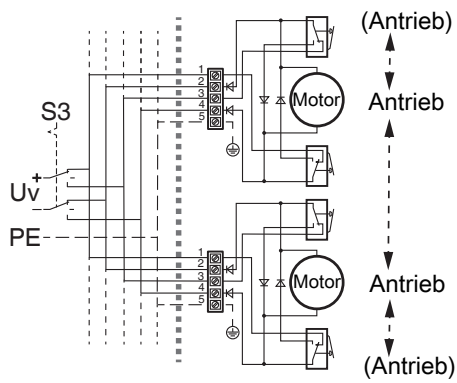 (Antrieb)
1
2
3
4
5
S3
Motor
Antrieb
+
-
Uv
-
PE
1
2
3
4
5
Motor
Antrieb
(Antrieb)